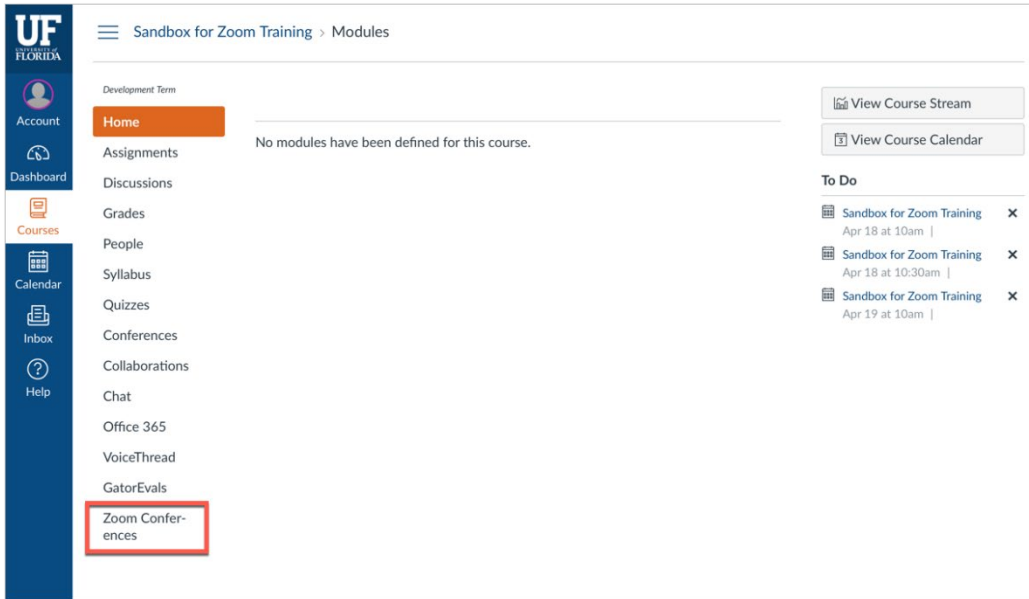 UF
UNIVERSITY of
FLORIDA
Account
Dashboard
Courses
Calendar
Inbox
Help
Sandbox for Zoom Training > Modules
Development Term
Home
Assignments
Discussions
Grades
People
Syllabus
Quizzes
Conferences
Collaborations
Chat
Office 365
VoiceThread
GatorEvals
Zoom Confer-
ences
No modules have been defined for this course.
View Course Stream
View Course Calendar
To Do
Sandbox for Zoom Training
Apr 18 at 10am |
Sandbox for Zoom Training
Apr 18 at 10:30am |
Sandbox for Zoom Training
Apr 19 at 10am |